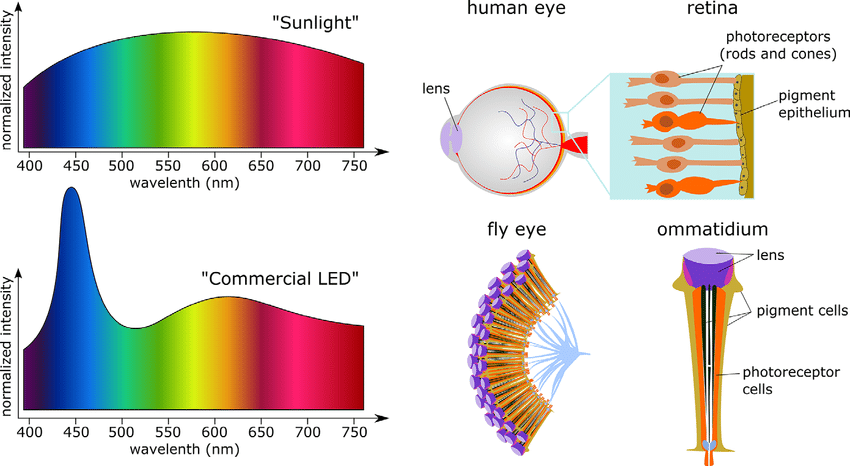 normalized intensity
"Sunlight"
400 450 500 550 600 650 700 750
wavelenth (nm)
normalized intensity
"Commercial LED"
400 450 500 550 600 650 700 750
wavelenth (nm)
human eye
lens
retina
photoreceptors
(rods and cones)
pigment
epithelium
fly eye
ommatidium
lens
pigment cells
photoreceptor
cells